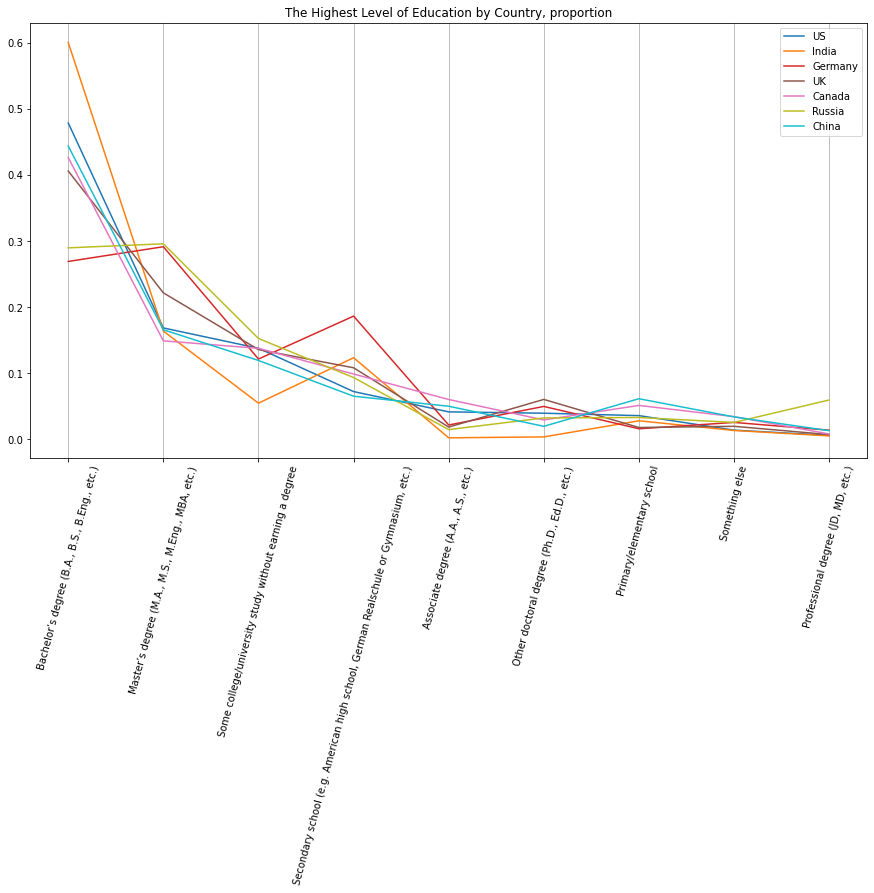 The Highest Level of Education by Country, proportion
0.6
0.5
0.4
0.3
0.2
0.1
0.0
US
India
Germany
UK
Canada
Russia
China
Bachelor’s degree (B.A., B.S., B.Eng., etc.)
Master’s degree (M.A., M.S., M.Eng., MBA, etc.)
Some college/university study without earning a degree
Secondary school (e.g. American high school, German Realschule or Gymnasium, etc.)
Associate degree (A.A., A.S., etc.)
Other doctoral degree (Ph.D., Ed.D., etc.)
Primary/elementary school
Something else
Professional degree (JD, MD, etc.)